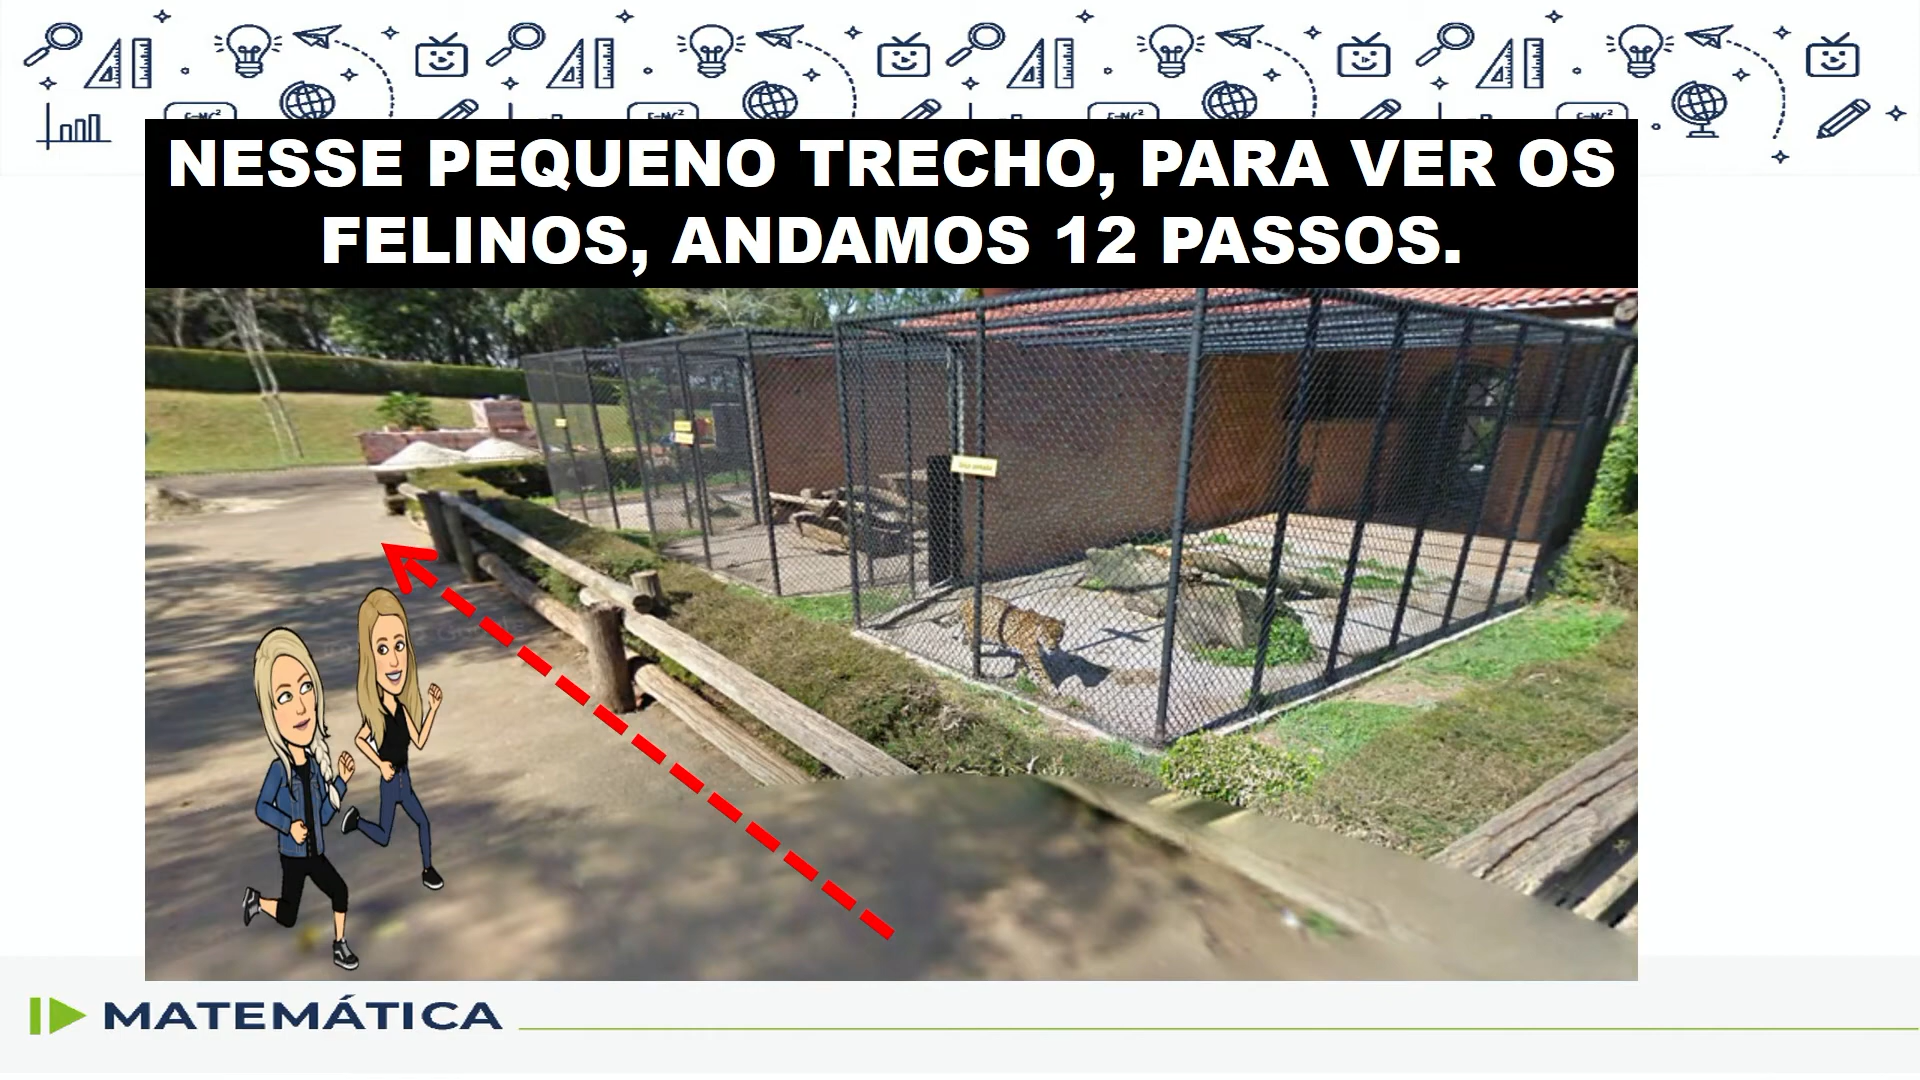 NESSE PEQUENO TRECHO, PARA VER OS
FELINOS, ANDAMOS 12 PASSOS.
MATEMÁTICA